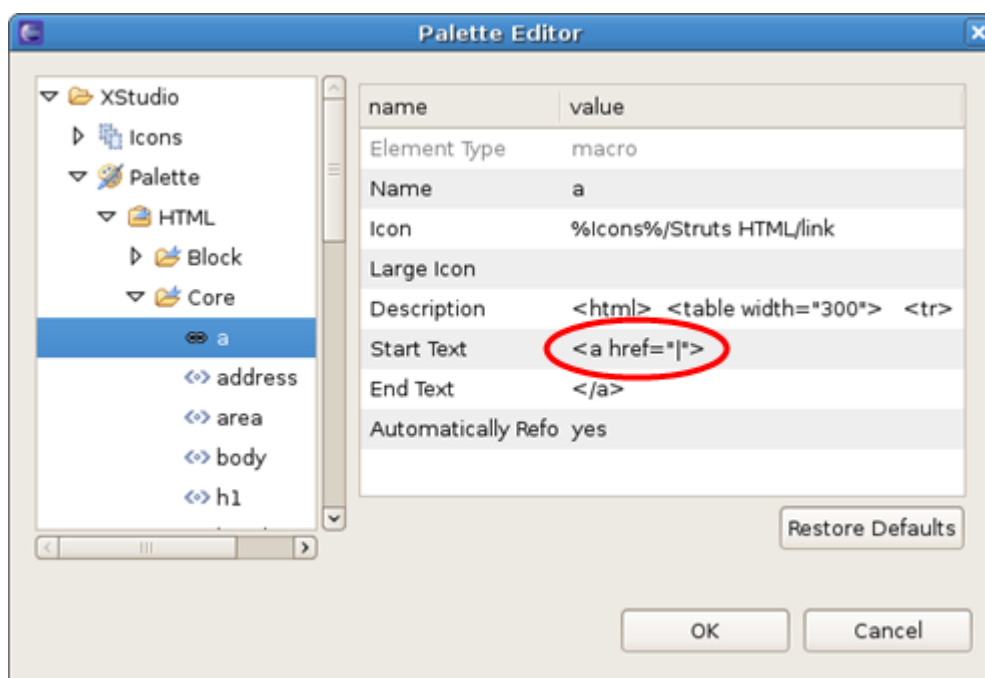 Palette Editor
XStudio
Icons
Palette
HTML
Block
Core
a
address
area
body
h1
name value
Element Type macro
Name a
Icon %Icons%/Struts HTML/link
Large Icon
Description <html> <table width="300"> <tr>
Start Text <a href="|">
End Text </a>
Automatically Refo yes
Restore Defaults
OK Cancel